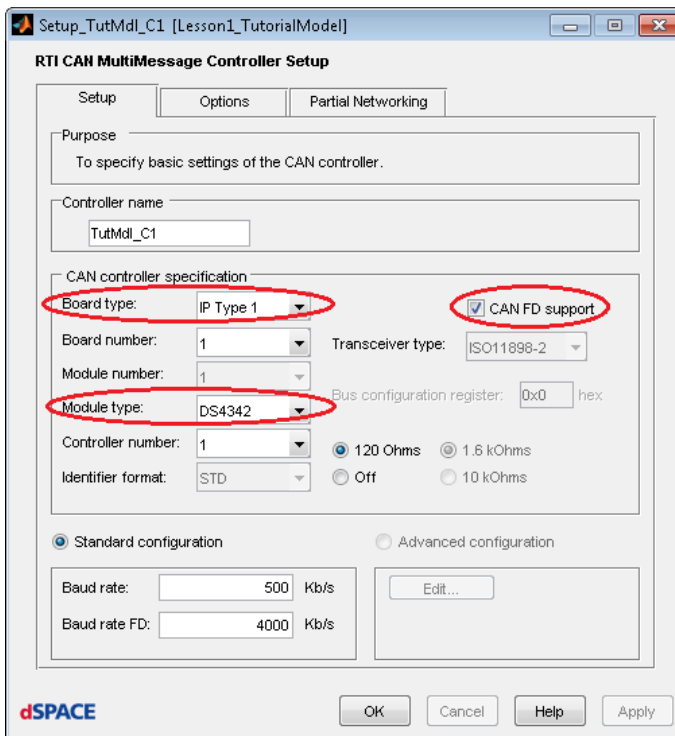 Setup_TutMdl_C1 [Lesson1_TutorialModel]
RTI CAN MultiMessage Controller Setup
Setup Options Partial Networking
Purpose
To specify basic settings of the CAN controller.
Controller name
TutMdl_C1
CAN controller specification
Board type: IP Type 1 CAN FD support
Board number: 1 Transceiver type: ISO11898-2
Module number: 1
Bus configuration register: 0x0 hex
Module type: DS4342
Controller number: 1 120 Ohms 1.6 kOhms
Identifier format: STD Off 10 kOhms
Standard configuration Advanced configuration
Baud rate: 500 Kb/s Edit...
Baud rate FD: 4000 Kb/s
dSPACE OK Cancel Help Apply